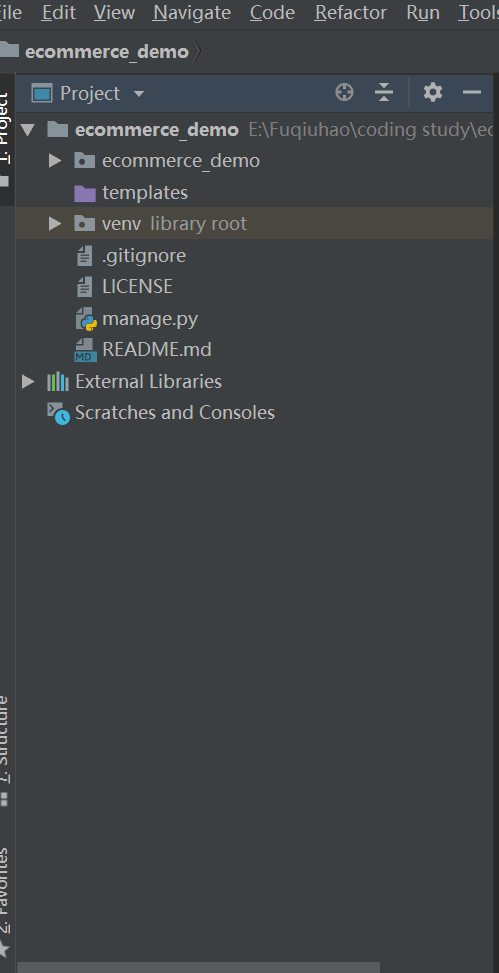 ile Edit View Navigate Code Refactor Run Tools
ecommerce_demo
Project
ecommerce_demo E:\Fuqiuhao\coding study\ec
ecommerce_demo
templates
venv library root
.gitignore
LICENSE
manage.py
MD README.md
External Libraries
Scratches and Consoles
1: Project
7: Structure
2: Favorites